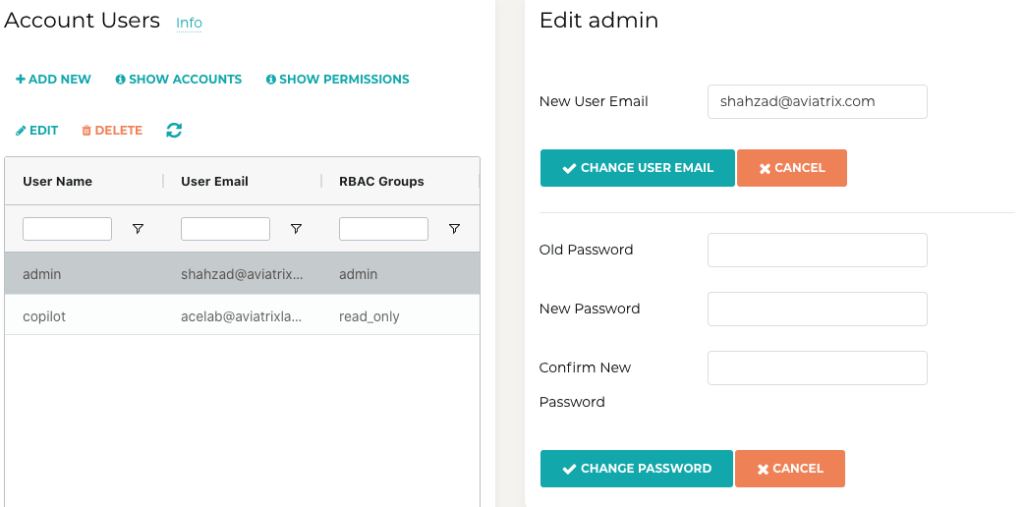 Account Users Info
+ ADD NEW SHOW ACCOUNTS SHOW PERMISSIONS
EDIT DELETE
User Name User Email RBAC Groups
admin shahzad@aviatrix... admin
copilot acelab@aviatrixla... read_only
Edit admin
New User Email shahzad@aviatrix.com
CHANGE USER EMAIL CANCEL
Old Password
New Password
Confirm New
Password
CHANGE PASSWORD CANCEL